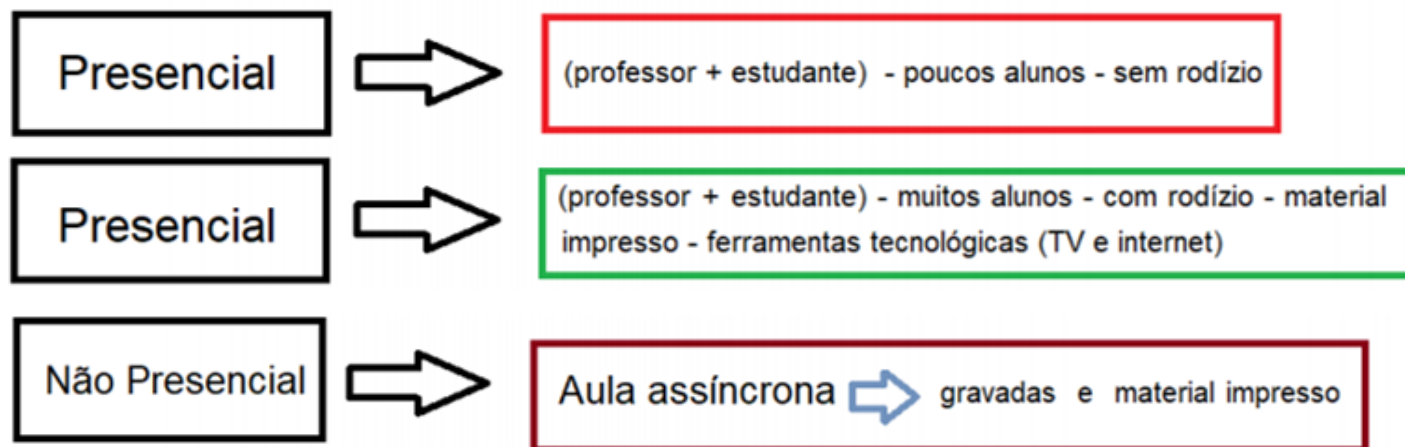 Presencial
(professor + estudante) - poucos alunos - sem rodízio
Presencial
(professor + estudante) - muitos alunos - com rodízio - material
impresso - ferramentas tecnológicas (TV e internet)
Não Presencial
Aula assíncrona gravadas e material impresso